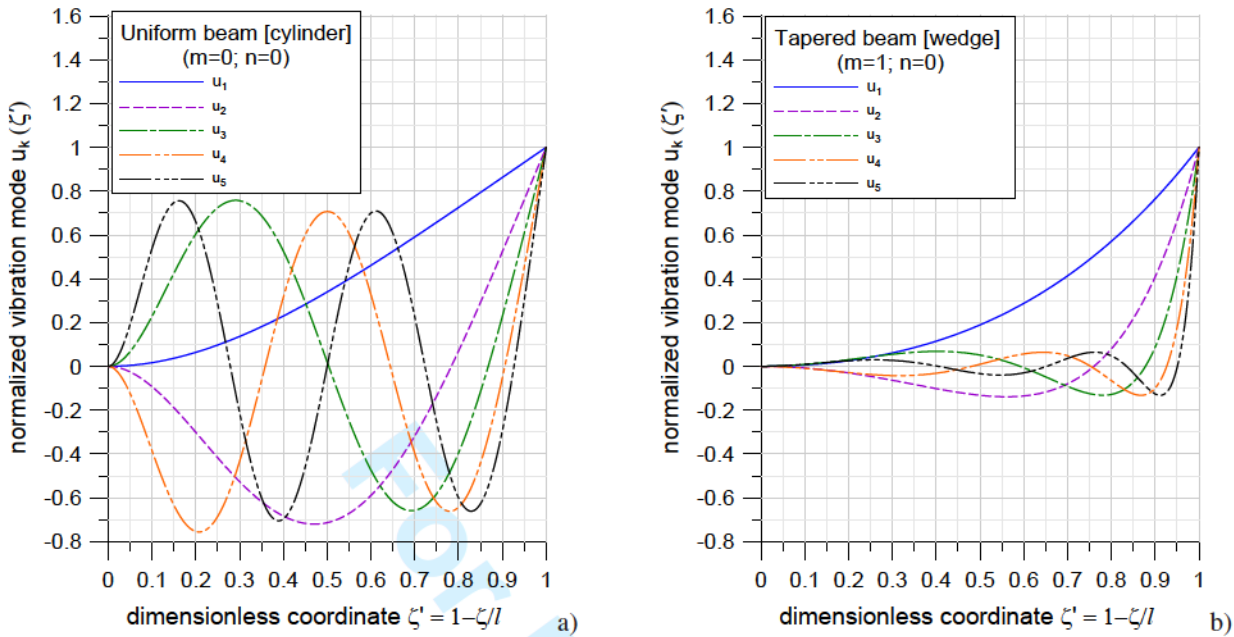 1.6
1.4
1.2
1
0.8
0.6
0.4
0.2
0
-0.2
-0.4
-0.6
-0.8
normalized vibration mode uk(ζ')
Uniform beam [cylinder]
(m=0; n=0)
u1
u2
u3
u4
u5
0 0.1 0.2 0.3 0.4 0.5 0.6 0.7 0.8 0.9 1
dimensionless coordinate ζ' = 1−ζ/l
a)
For
1.6
1.4
1.2
1
0.8
0.6
0.4
0.2
0
-0.2
-0.4
-0.6
-0.8
normalized vibration mode uk(ζ')
Tapered beam [wedge]
(m=1; n=0)
u1
u2
u3
u4
u5
0 0.1 0.2 0.3 0.4 0.5 0.6 0.7 0.8 0.9 1
dimensionless coordinate ζ' = 1−ζ/l
b)